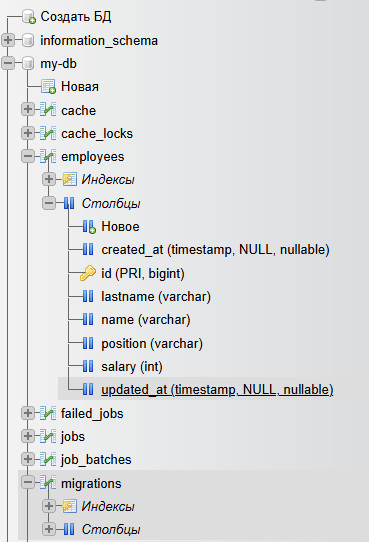 Создать БД
information_schema
my-db
Новая
cache
cache_locks
employees
Индексы
Столбцы
Новое
created_at (timestamp, NULL, nullable)
id (PRI, bigint)
lastname (varchar)
name (varchar)
position (varchar)
salary (int)
updated_at (timestamp, NULL, nullable)
failed_jobs
jobs
job_batches
migrations
Индексы
Столбцы